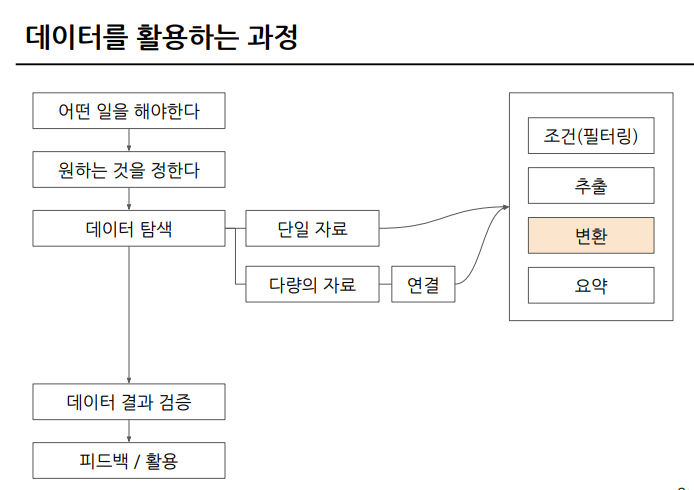 데이터를 활용하는 과정
어떤 일을 해야한다
원하는 것을 정한다
데이터 탐색
단일 자료
다량의 자료
연결
조건(필터링)
추출
변환
요약
데이터 결과 검증
피드백 / 활용